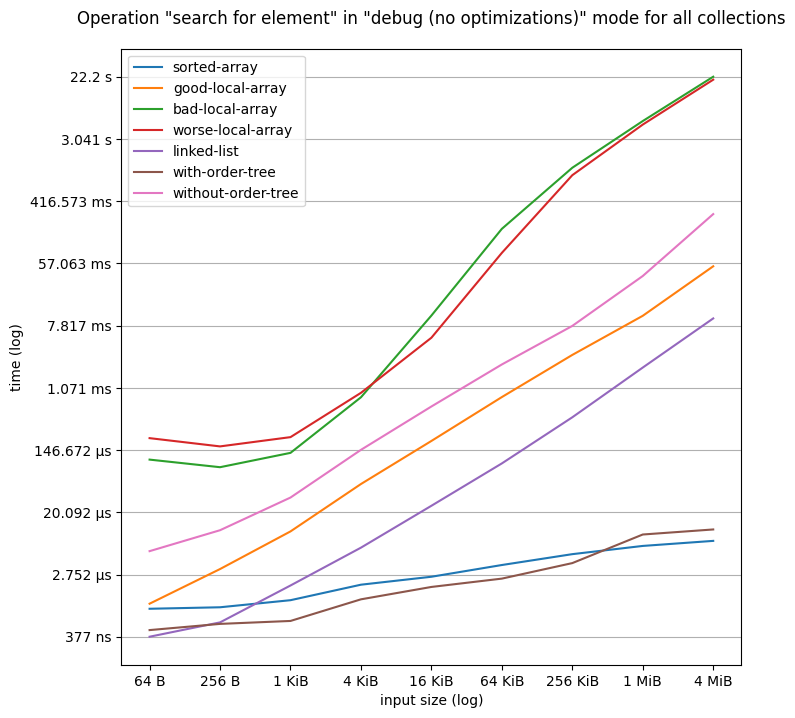 Operation "search for element" in "debug (no optimizations)" mode for all collections
sorted-array
good-local-array
bad-local-array
worse-local-array
linked-list
with-order-tree
without-order-tree
22.2 s
3.041 s
416.573 ms
57.063 ms
7.817 ms
1.071 ms
146.672 µs
20.092 µs
2.752 µs
377 ns
time (log)
64 B 256 B 1 KiB 4 KiB 16 KiB 64 KiB 256 KiB 1 MiB 4 MiB
input size (log)